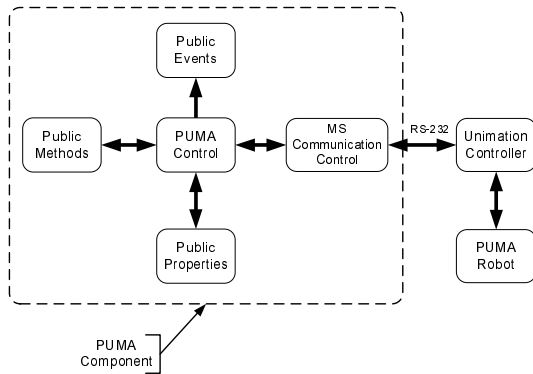 Public
Events
Public
Methods
PUMA
Control
MS
Communication
Control
RS-232
Unimation
Controller
Public
Properties
PUMA
Robot
PUMA
Component